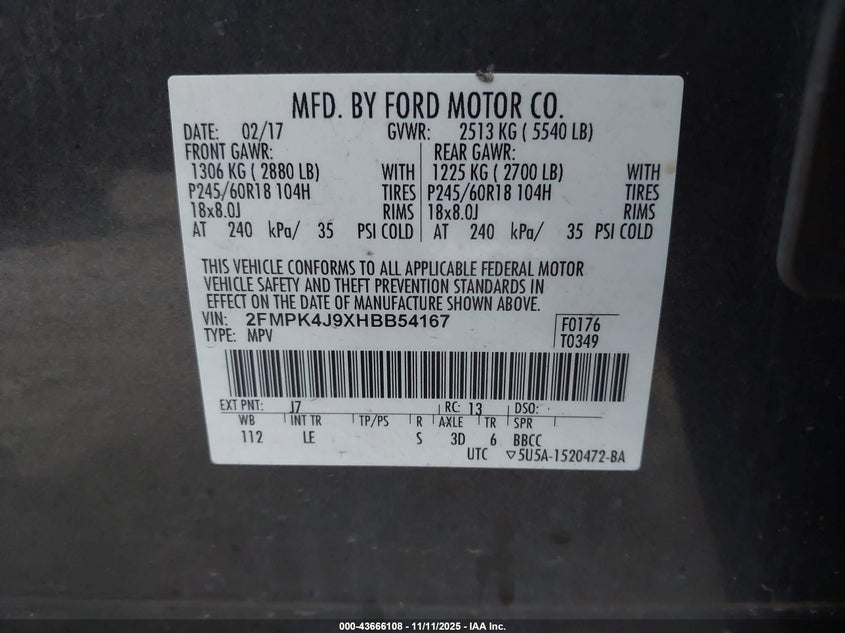 MFD. BY FORD MOTOR CO.
DATE: 02/17 GVWR: 2513 KG ( 5540 LB)
FRONT GAWR: REAR GAWR:
1306 KG ( 2880 LB) WITH 1225 KG ( 2700 LB) WITH
P245/60R18 104H TIRES P245/60R18 104H TIRES
18x8.0J RIMS 18x8.0J RIMS
AT 240 kPa/ 35 PSI COLD AT 240 kPa/ 35 PSI COLD
THIS VEHICLE CONFORMS TO ALL APPLICABLE FEDERAL MOTOR
VEHICLE SAFETY AND THEFT PREVENTION STANDARDS IN
EFFECT ON THE DATE OF MANUFACTURE SHOWN ABOVE.
VIN: 2FMPK4J9XHBB54167 F0176
TYPE: MPV T0349
EXT PNT: J7 RC: 13 DSO:
WB INT TR TP/PS R AXLE TR SPR
112 LE S 3D 6 BBCC
UTC ▽5U5A-1520472-BA
000-43666108 - 11/11/2025 - IAA Inc.